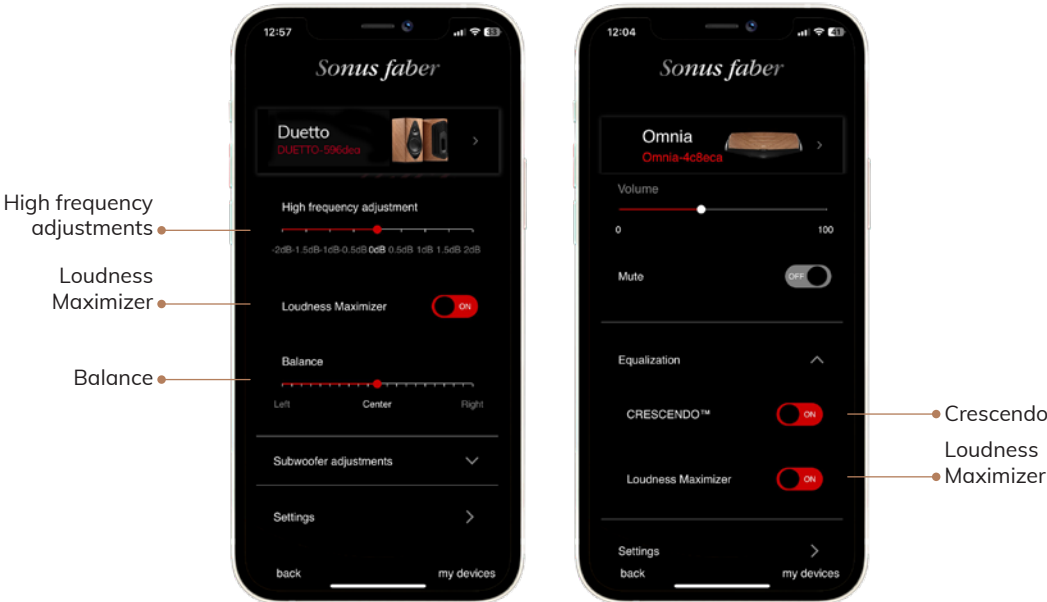 High frequency
adjustments
Loudness
Maximizer
Balance
12:57
33
Sonus faber
Duetto
DUETTO-596dea
High frequency adjustment
-2dB-1.5dB-1dB-0.5dB 0dB 0.5dB 1dB 1.5dB 2dB
Loudness Maximizer
ON
Balance
Left Center Right
Subwoofer adjustments
Settings
back my devices
12:04
41
Sonus faber
Omnia
Omnia-4c8eca
Volume
0 100
Mute
OFF
Equalization
CRESCENDO™
ON
Loudness Maximizer
ON
Settings
back my devices
Crescendo
Loudness
Maximizer